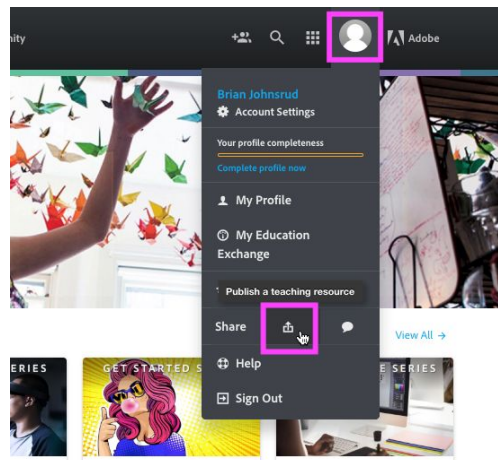 nity
Adobe
Brian Johnsrud
Account Settings
Your profile completeness
Complete profile now
My Profile
My Education
Exchange
Publish a teaching resource
Share
View All →
ERIES
GET STARTED S
E SERIES
Help
Sign Out